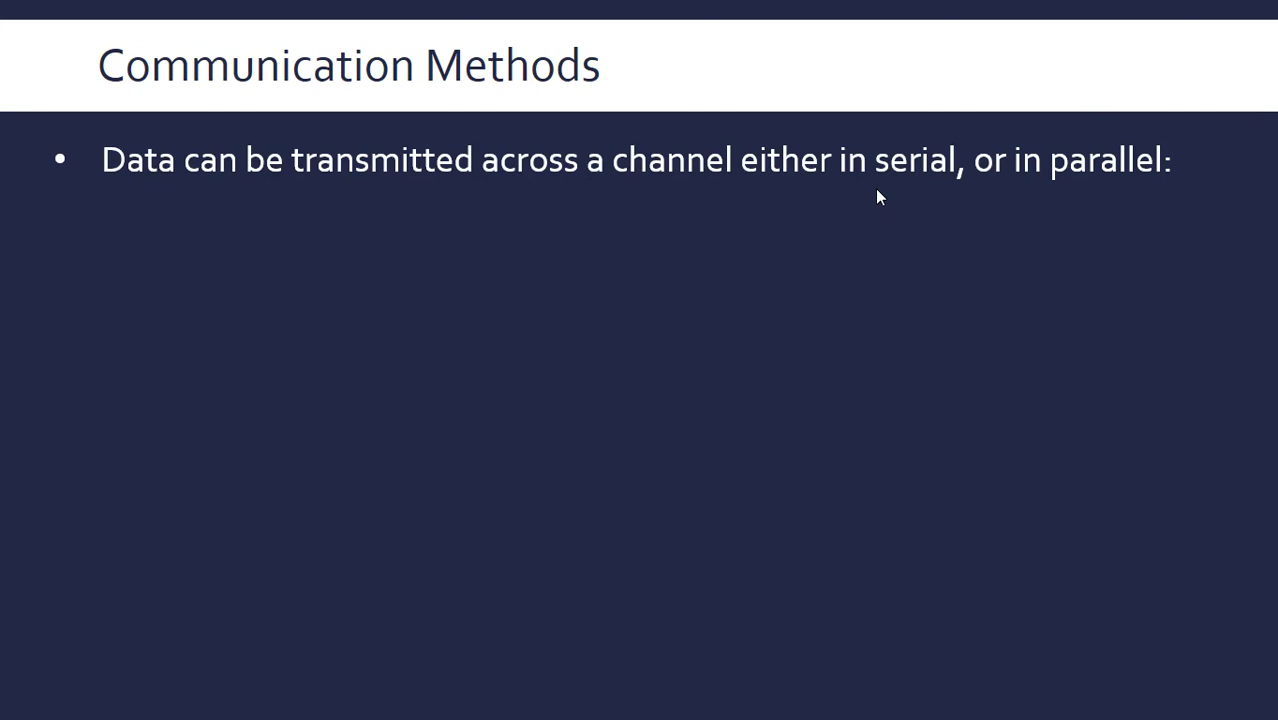 Communication Methods
• Data can be transmitted across a channel either in serial, or in parallel: